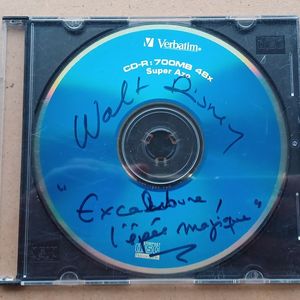 Verbatim
CD-R: 700MB 48x
Super Azo
Walt Disney
"Excalibure,
l'épée magique"